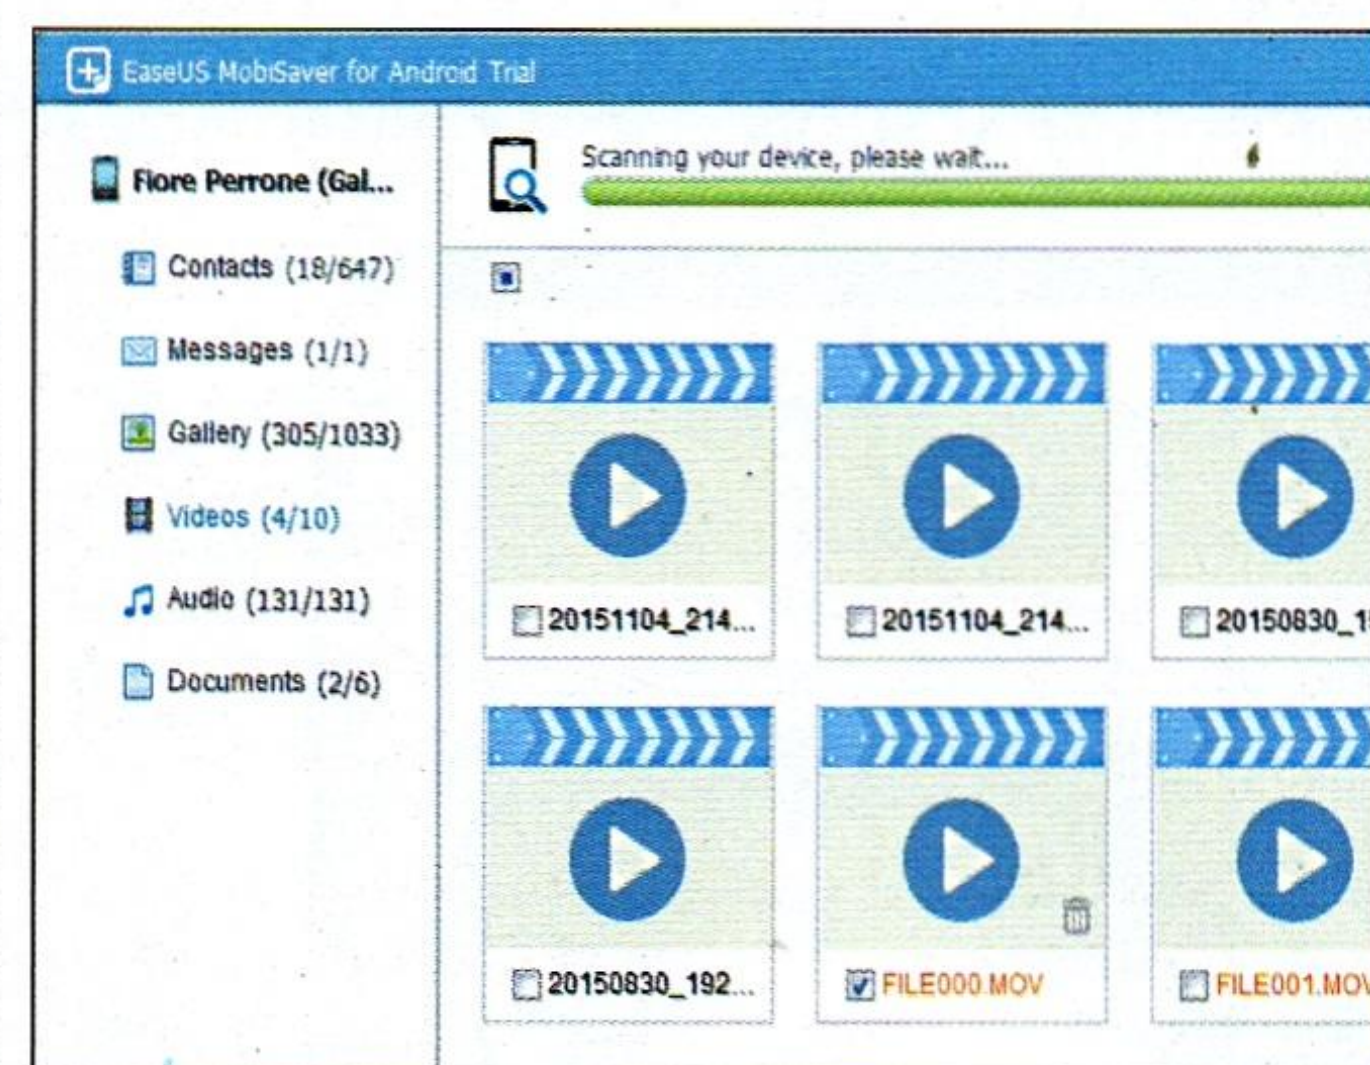 EaseUS MobiSaver for Android Trial
Fiore Perrone (Gal...
Scanning your device, please wait...
Contacts (18/647)
Messages (1/1)
Gallery (305/1033)
Videos (4/10)
Audio (131/131)
Documents (2/6)
20151104_214...
20151104_214...
20150830_19
20150830_192...
FILE000.MOV
FILE001.MOV